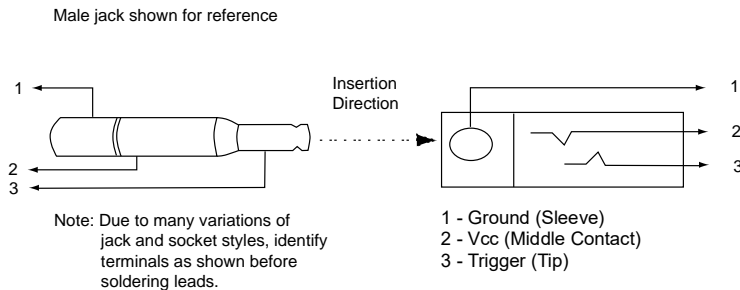 Male jack shown for reference
1
Insertion
Direction
1
2
2
3
3
Note: Due to many variations of
jack and socket styles, identify
terminals as shown before
soldering leads.
1 - Ground (Sleeve)
2 - Vcc (Middle Contact)
3 - Trigger (Tip)